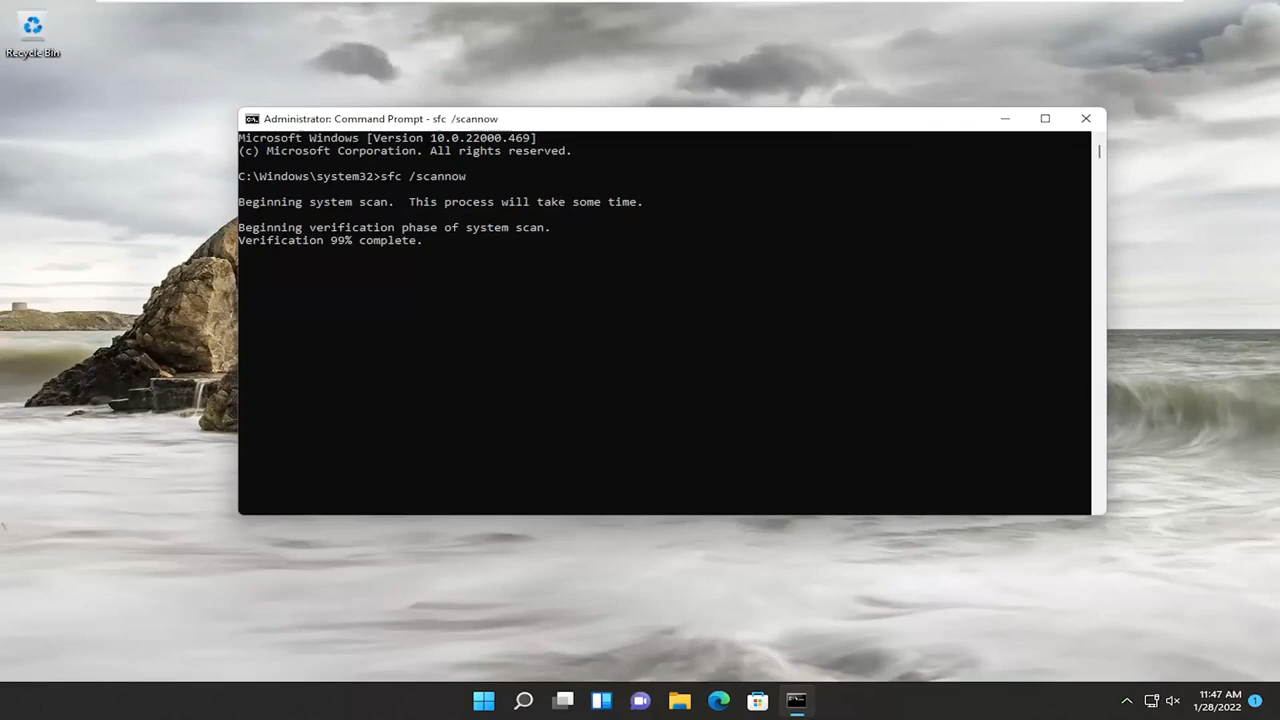 Recycle Bin
Administrator: Command Prompt - sfc  /scannow
Microsoft Windows [Version 10.0.22000.469]
(c) Microsoft Corporation. All rights reserved.
C:\Windows\system32>sfc /scannow
Beginning system scan.  This process will take some time.
Beginning verification phase of system scan.
Verification 99% complete.
11:47 AM
1/28/2022
1